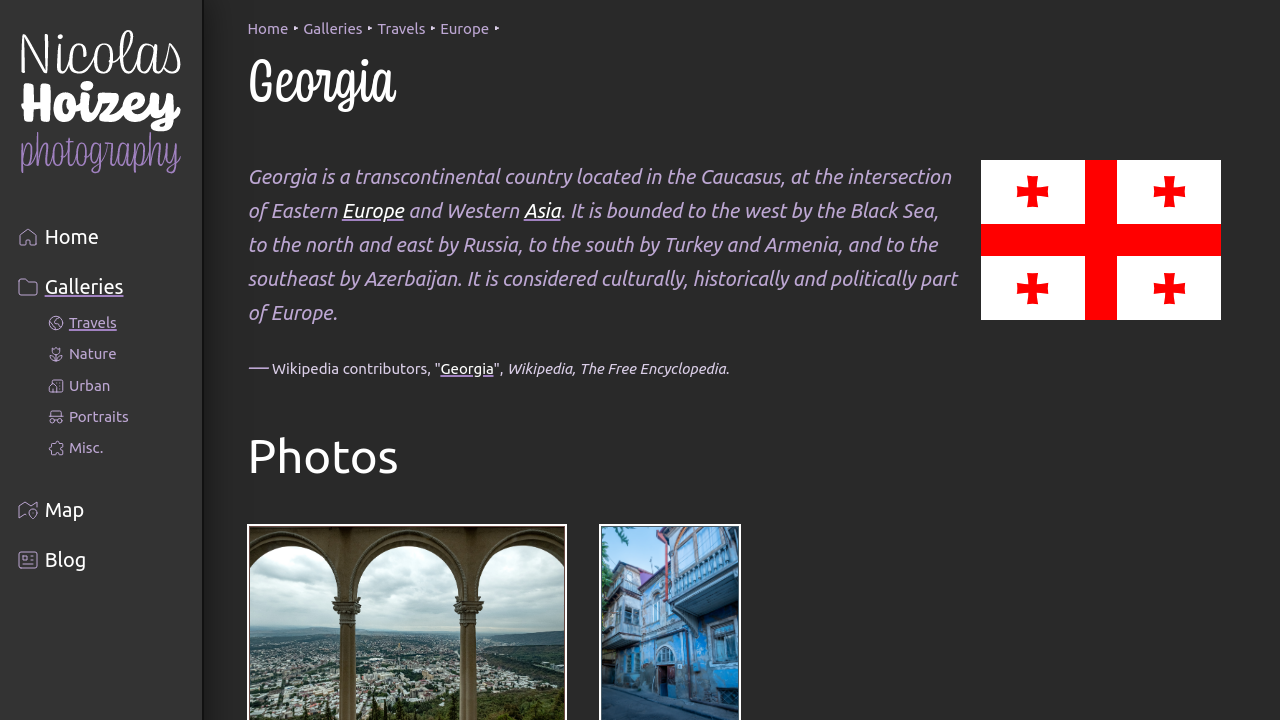 Nicolas
Hoizey
photography
Home
Galleries
Travels
Nature
Urban
Portraits
Misc.
Map
Blog
Home ‣ Galleries ‣ Travels ‣ Europe ‣
Georgia
Georgia is a transcontinental country located in the Caucasus, at the intersection
of Eastern Europe and Western Asia. It is bounded to the west by the Black Sea,
to the north and east by Russia, to the south by Turkey and Armenia, and to the
southeast by Azerbaijan. It is considered culturally, historically and politically part
of Europe.
— Wikipedia contributors, "Georgia", Wikipedia, The Free Encyclopedia.
Photos